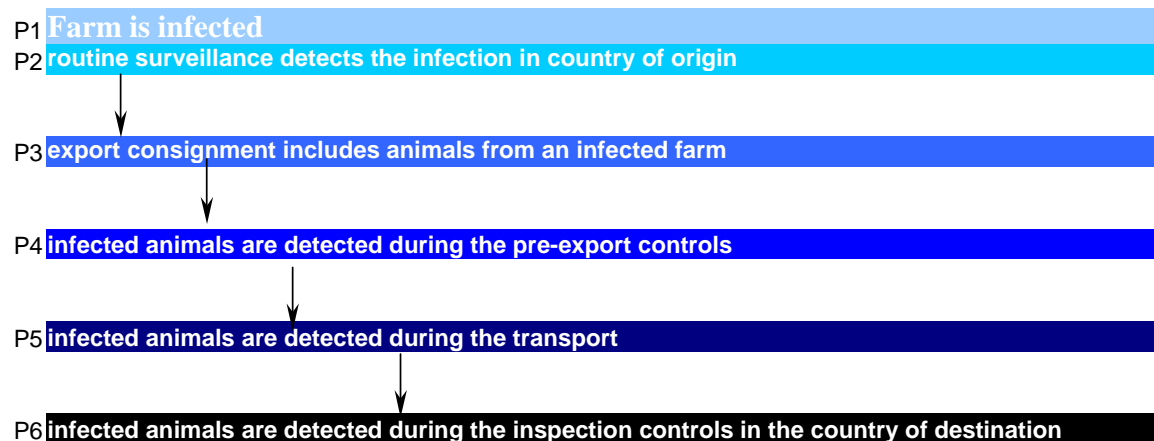 P1 Farm is infected
P2 routine surveillance detects the infection in country of origin
P3 export consignment includes animals from an infected farm
P4 infected animals are detected during the pre-export controls
P5 infected animals are detected during the transport
P6 infected animals are detected during the inspection controls in the country of destination